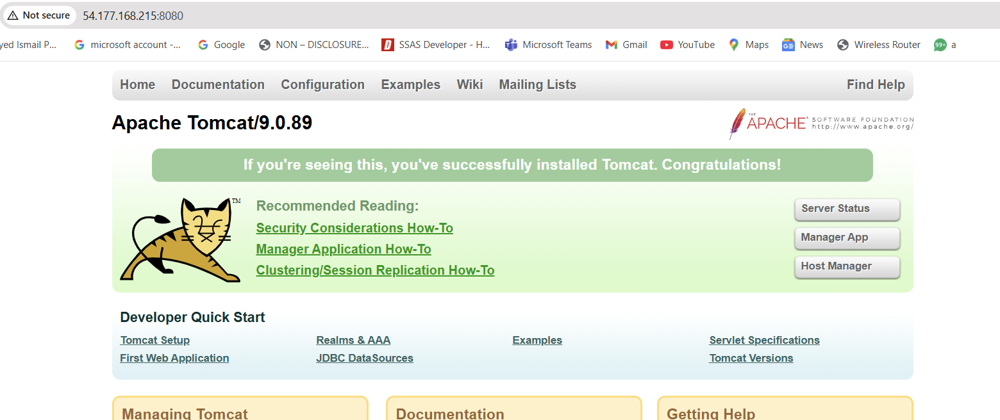 Not secure 54.177.168.215:8080
yed Ismail P... microsoft account -... Google NON – DISCLOSURE... SSAS Developer - H... Microsoft Teams Gmail YouTube Maps News Wireless Router 99+ a
Home Documentation Configuration Examples Wiki Mailing Lists Find Help
Apache Tomcat/9.0.89
THE APACHE SOFTWARE FOUNDATION
http://www.apache.org/
If you're seeing this, you've successfully installed Tomcat. Congratulations!
TM
Recommended Reading:
Security Considerations How-To
Manager Application How-To
Clustering/Session Replication How-To
Server Status
Manager App
Host Manager
Developer Quick Start
Tomcat Setup Realms & AAA Examples Servlet Specifications
First Web Application JDBC DataSources Tomcat Versions
Managing Tomcat Documentation Getting Help